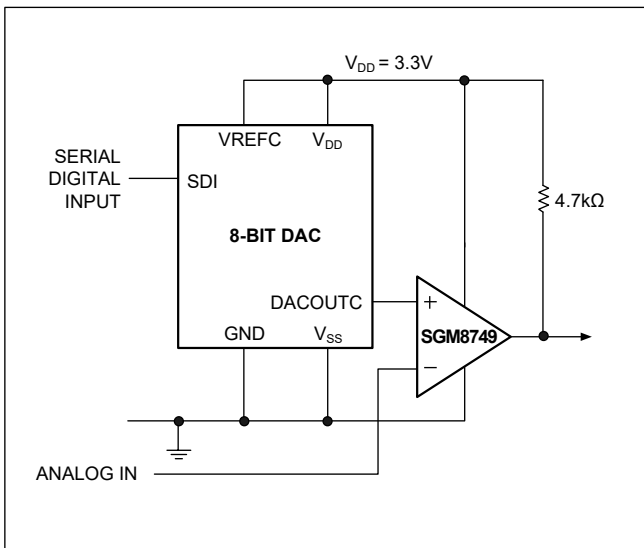 V_DD = 3.3V
VREFC
V_DD
SERIAL
DIGITAL
INPUT
SDI
4.7kΩ
8-BIT DAC
DACOUTC
+
SGM8749
−
GND
V_SS
ANALOG IN